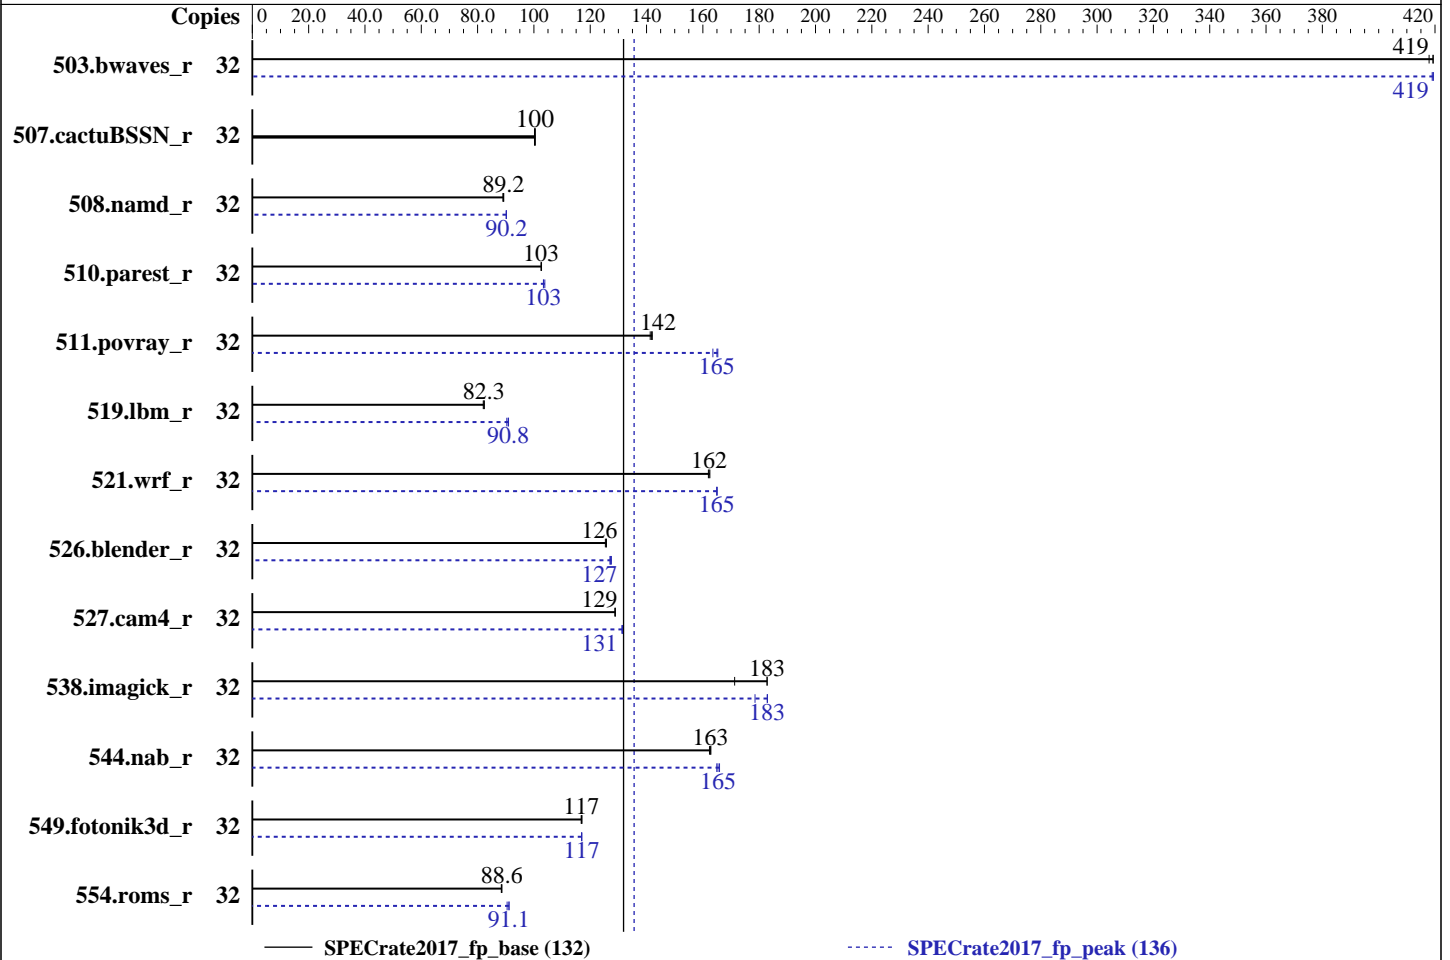 Copies 0 20.0 40.0 60.0 80.0 100 120 140 160 180 200 220 240 260 280 300 320 340 360 380 420
503.bwaves_r 32 419
419
507.cactuBSSN_r 32 100
508.namd_r 32 89.2
90.2
510.parest_r 32 103
103
511.povray_r 32 142
165
519.lbm_r 32 82.3
90.8
521.wrf_r 32 162
165
526.blender_r 32 126
127
527.cam4_r 32 129
131
538.imagick_r 32 183
183
544.nab_r 32 163
165
549.fotonik3d_r 32 117
117
554.roms_r 32 88.6
91.1
SPECrate2017_fp_base (132) SPECrate2017_fp_peak (136)